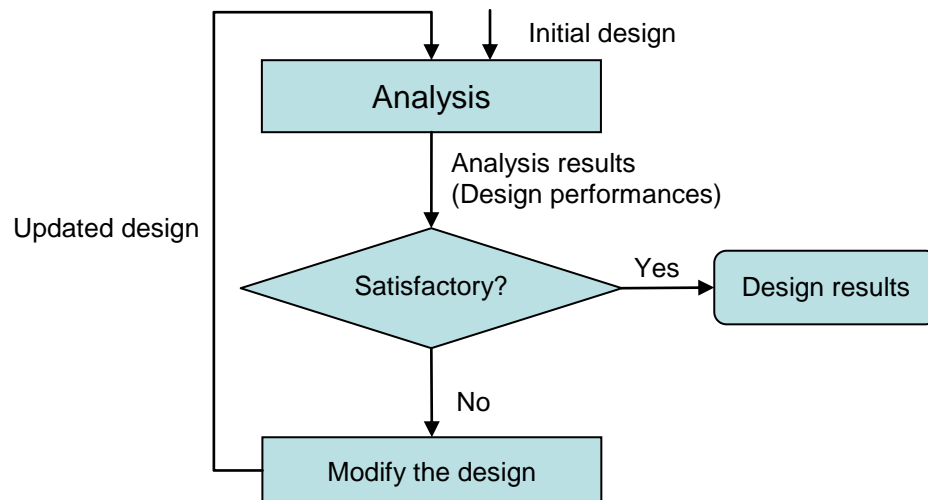 Initial design
Analysis
Analysis results
(Design performances)
Updated design
Satisfactory?
Yes
Design results
No
Modify the design